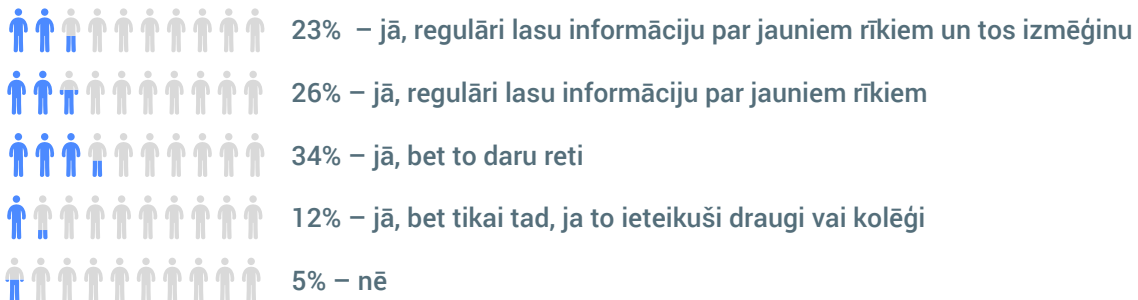 23% – jā, regulāri lasu informāciju par jauniem rīkiem un tos izmēģinu
26% – jā, regulāri lasu informāciju par jauniem rīkiem
34% – jā, bet to daru reti
12% – jā, bet tikai tad, ja to ieteikuši draugi vai kolēģi
5% – nē